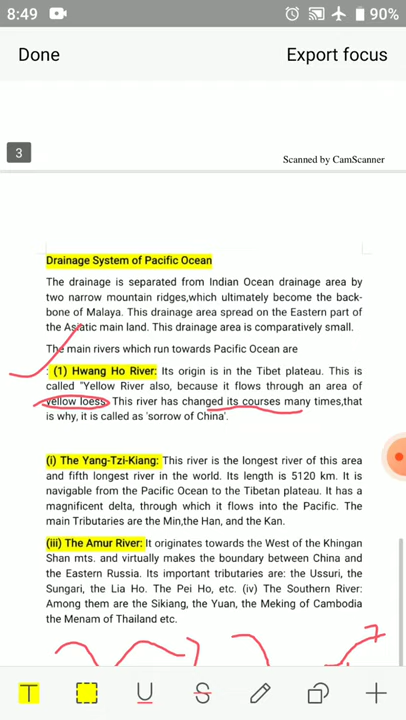 8:49
90%
Done
Export focus
3
Scanned by CamScanner
Drainage System of Pacific Ocean
The drainage is separated from Indian Ocean drainage area by
two narrow mountain ridges,which ultimately become the back-
bone of Malaya. This drainage area spread on the Eastern part of
the Asiatic main land. This drainage area is comparatively small.
The main rivers which run towards Pacific Ocean are
: (1) Hwang Ho River: Its origin is in the Tibet plateau. This is
called "Yellow River also, because it flows through an area of
yellow loess. This river has changed its courses many times,that
is why, it is called as 'sorrow of China'.
(i) The Yang-Tzi-Kiang: This river is the longest river of this area
and fifth longest river in the world. Its length is 5120 km. It is
navigable from the Pacific Ocean to the Tibetan plateau. It has a
magnificent delta, through which it flows into the Pacific. The
main Tributaries are the Min,the Han, and the Kan.
(iii) The Amur River: It originates towards the West of the Khingan
Shan mts. and virtually makes the boundary between China and
the Eastern Russia. Its important tributaries are: the Ussuri, the
Sungari, the Lia Ho. The Pei Ho, etc. (iv) The Southern River:
Among them are the Sikiang, the Yuan, the Meking of Cambodia
the Menam of Thailand etc.
T
U
S